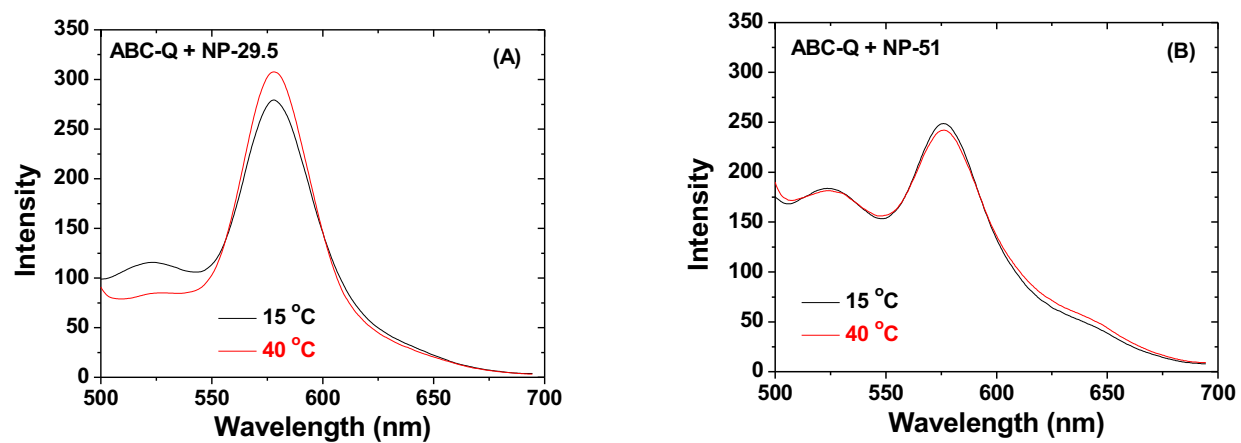 ABC-Q + NP-29.5
(A)
350
300
250
200
150
100
50
0
Intensity
15 °C
40 °C
500
550
600
650
700
Wavelength (nm)
ABC-Q + NP-51
(B)
350
300
250
200
150
100
50
0
Intensity
15 °C
40 °C
500
550
600
650
700
Wavelength (nm)